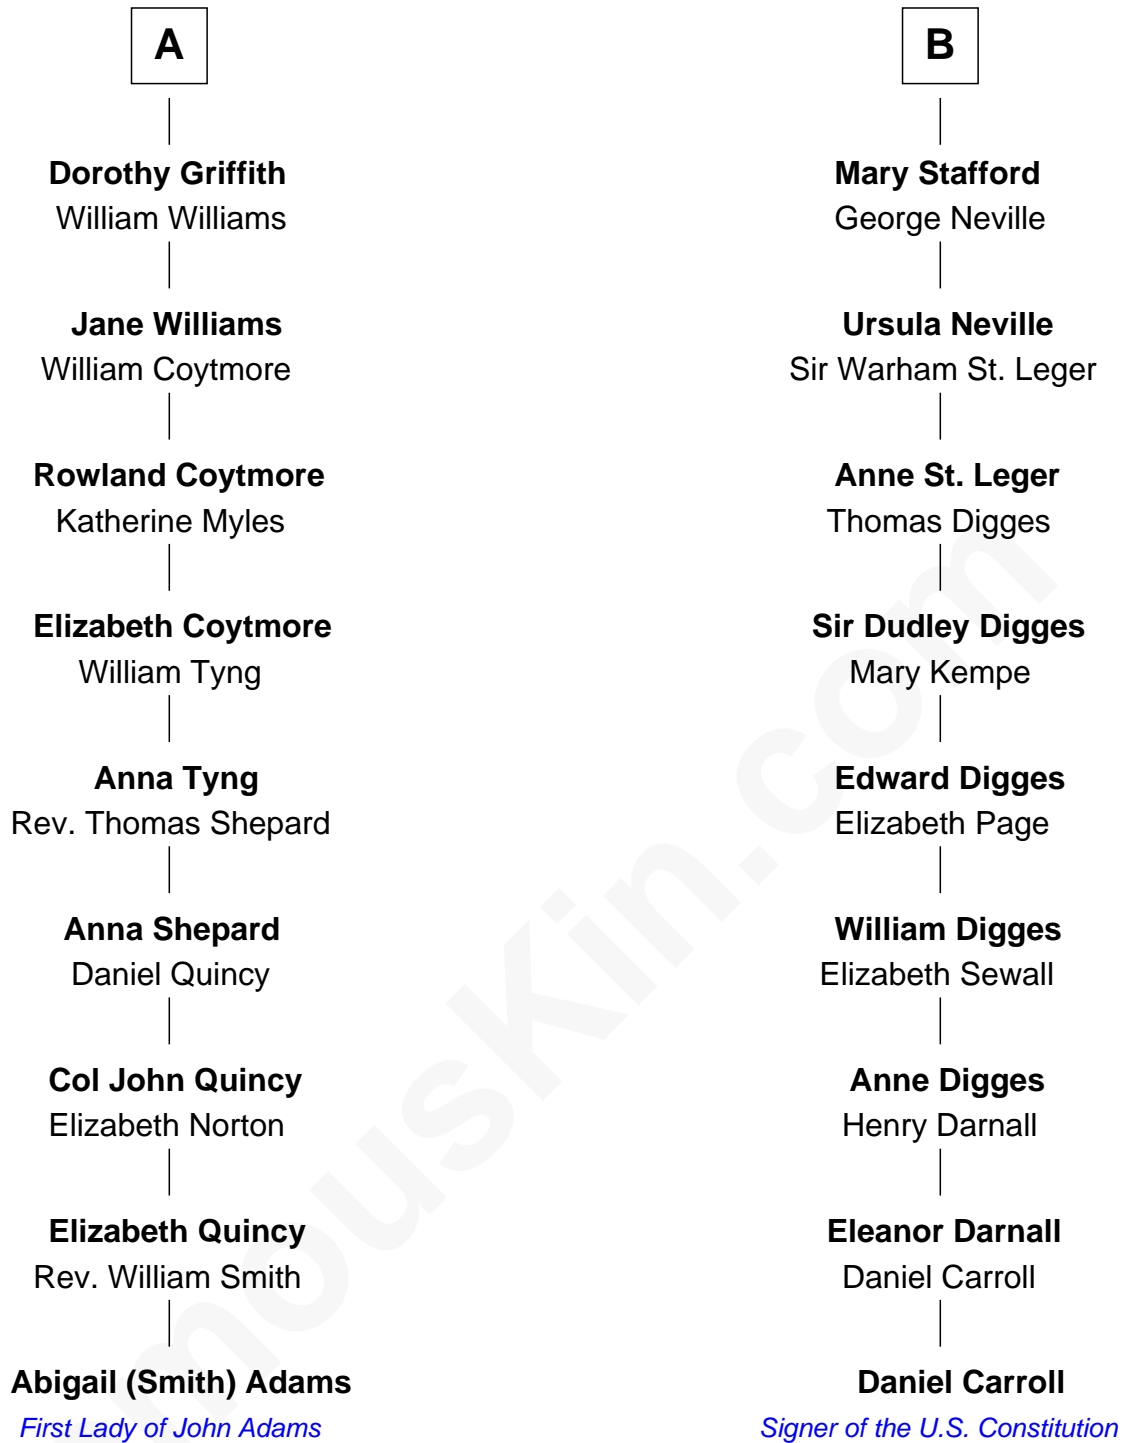 A
Dorothy Griffith
William Williams
Jane Williams
William Coytmore
Rowland Coytmore
Katherine Myles
Elizabeth Coytmore
William Tyng
Anna Tyng
Rev. Thomas Shepard
Anna Shepard
Daniel Quincy
Col John Quincy
Elizabeth Norton
Elizabeth Quincy
Rev. William Smith
Abigail (Smith) Adams
First Lady of John Adams
B
Mary Stafford
George Neville
Ursula Neville
Sir Warham St. Leger
Anne St. Leger
Thomas Digges
Sir Dudley Digges
Mary Kempe
Edward Digges
Elizabeth Page
William Digges
Elizabeth Sewall
Anne Digges
Henry Darnall
Eleanor Darnall
Daniel Carroll
Daniel Carroll
Signer of the U.S. Constitution
mouskin.com